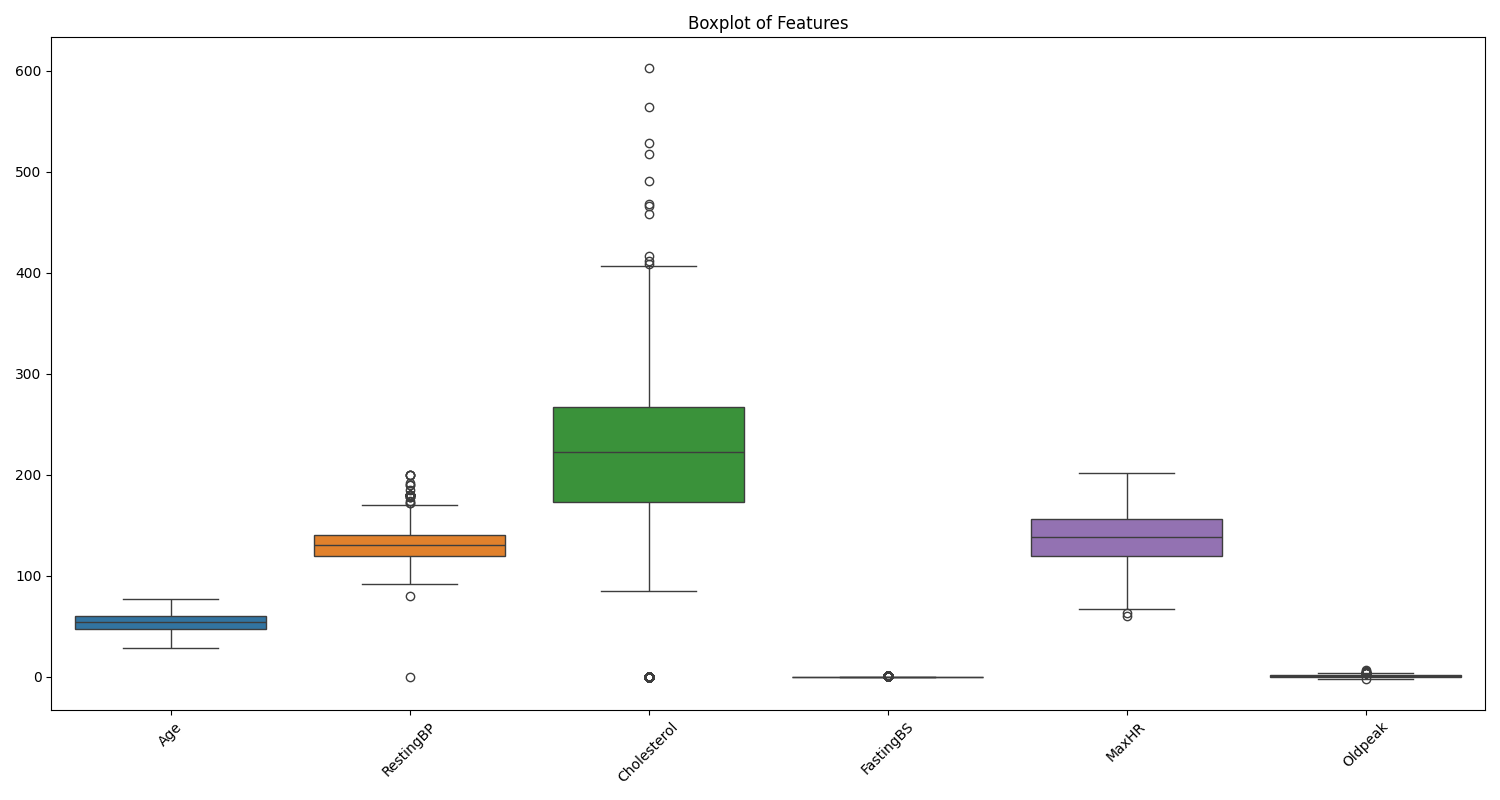 Boxplot of Features
600
500
400
300
200
100
0
Age
RestingBP
Cholesterol
FastingBS
MaxHR
Oldpeak